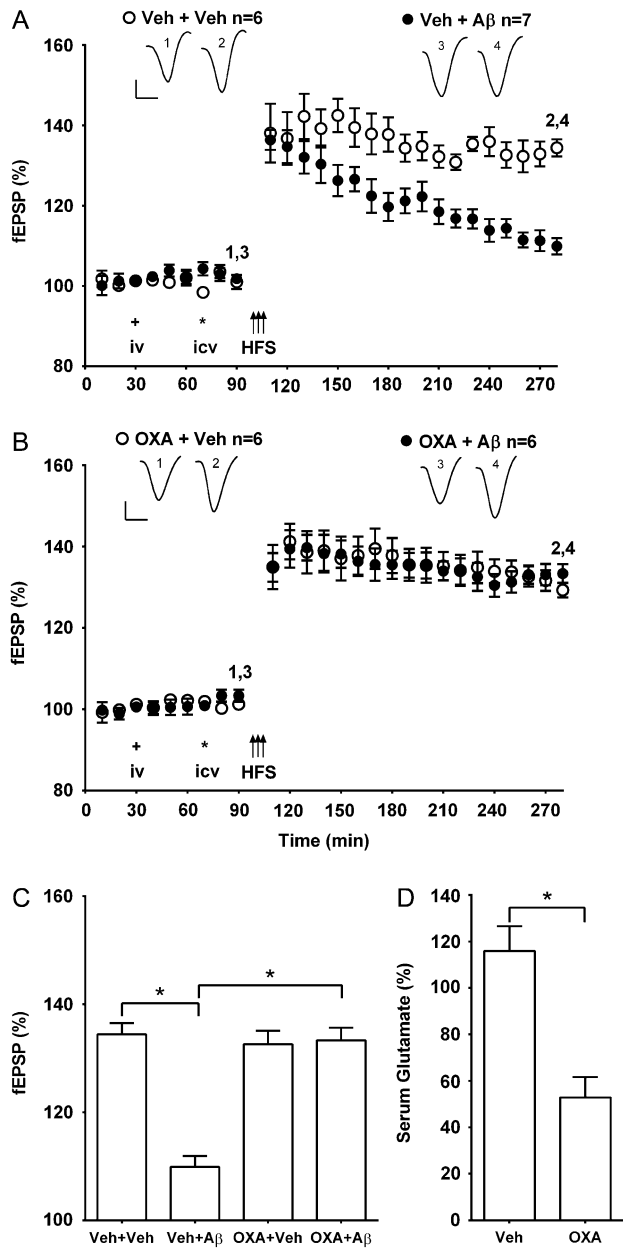 A
Veh + Veh n=6
Veh + Aβ n=7
1
2
3
4
160
140
120
100
80
fEPSP (%)
2,4
1,3
+
*
iv
icv
HFS
0
30
60
90
120
150
180
210
240
270
B
OXA + Veh n=6
OXA + Aβ n=6
1
2
3
4
160
140
120
100
80
fEPSP (%)
2,4
1,3
+
*
iv
icv
HFS
0
30
60
90
120
150
180
210
240
270
Time (min)
C
160
140
120
100
fEPSP (%)
*
*
Veh+Veh
Veh+Aβ
OXA+Veh
OXA+Aβ
D
140
120
100
80
60
40
20
0
Serum Glutamate (%)
*
Veh
OXA